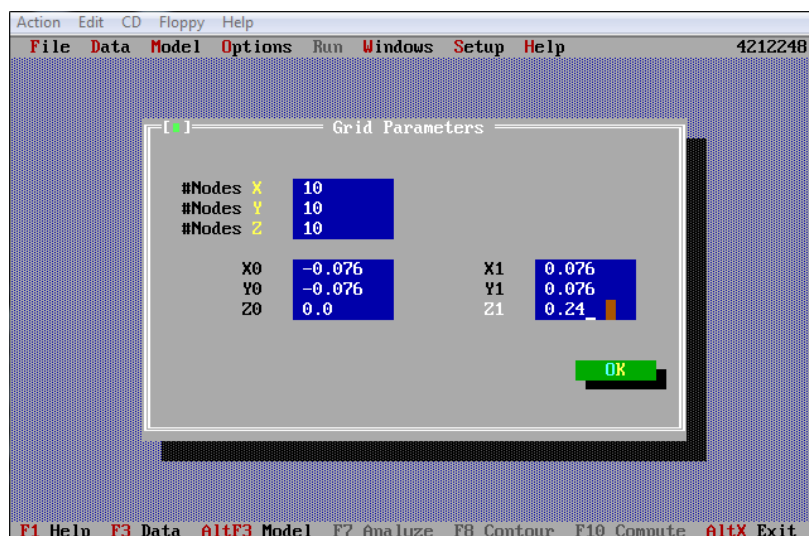 Action Edit CD Floppy Help
File Data Model Options Run Windows Setup Help 4212248
[▪] Grid Parameters
#Nodes X 10
#Nodes Y 10
#Nodes Z 10
X0 -0.076 X1 0.076
Y0 -0.076 Y1 0.076
Z0 0.0 Z1 0.24_
OK
F1 Help F3 Data AltF3 Model F7 Analyze F8 Contour F10 Compute AltX Exit